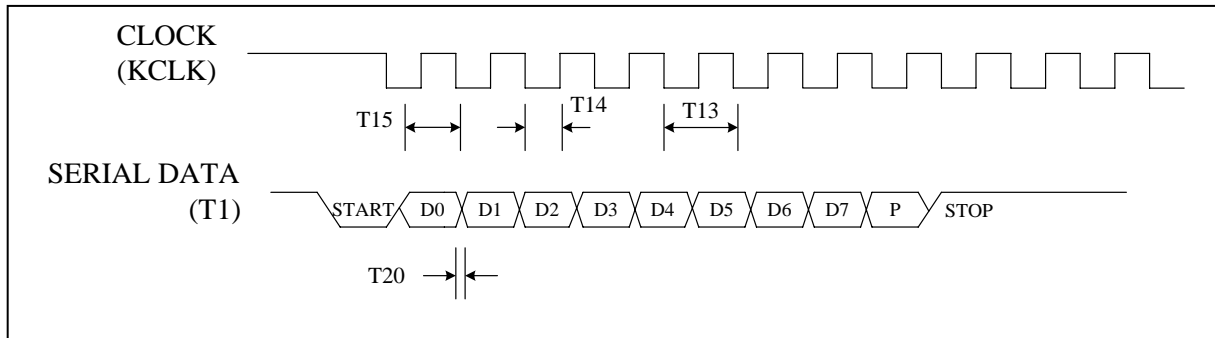 CLOCK
(KCLK)
T15
T14
T13
SERIAL DATA
(T1)
START D0 D1 D2 D3 D4 D5 D6 D7 P STOP
T20